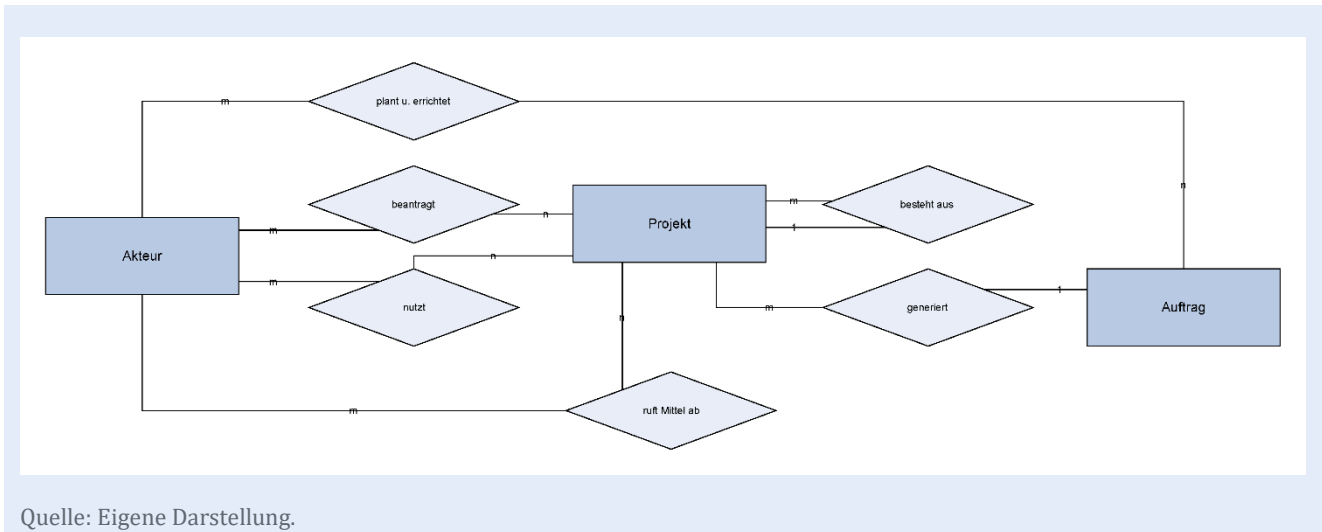 m
plant u. errichtet
beantragt
n
m
Projekt
m
besteht aus
1
n
Akteur
m
nutzt
n
n
m
generiert
1
Auftrag
m
ruft Mittel ab
Quelle: Eigene Darstellung.